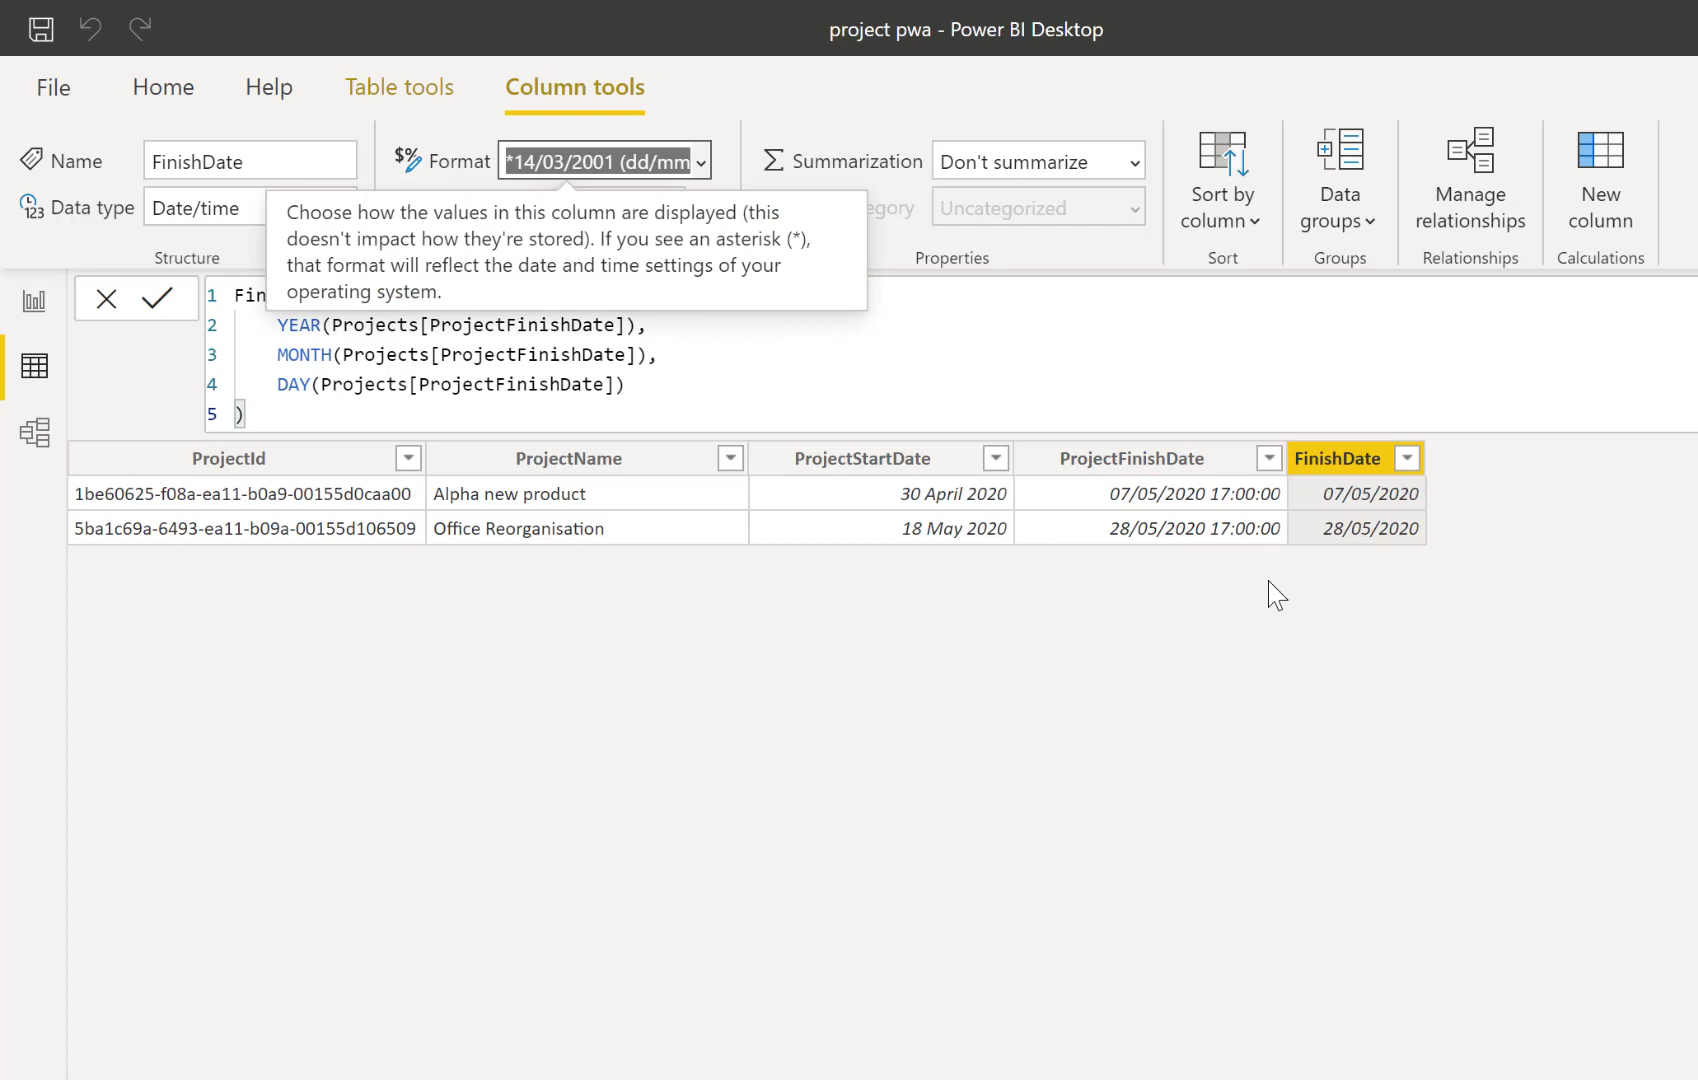 project pwa - Power BI Desktop
File Home Help Table tools Column tools
Name FinishDate $% Format *14/03/2001 (dd/mm Summarization Don't summarize
Data type Date/time egory Uncategorized
Sort by column
Data groups
Manage relationships
New column
Choose how the values in this column are displayed (this
doesn't impact how they're stored). If you see an asterisk (*),
that format will reflect the date and time settings of your
operating system.
Structure Properties Sort Groups Relationships Calculations
1 Fin
2 YEAR(Projects[ProjectFinishDate]),
3 MONTH(Projects[ProjectFinishDate]),
4 DAY(Projects[ProjectFinishDate])
5 )
ProjectId ProjectName ProjectStartDate ProjectFinishDate FinishDate
1be60625-f08a-ea11-b0a9-00155d0caa00 Alpha new product 30 April 2020 07/05/2020 17:00:00 07/05/2020
5ba1c69a-6493-ea11-b09a-00155d106509 Office Reorganisation 18 May 2020 28/05/2020 17:00:00 28/05/2020